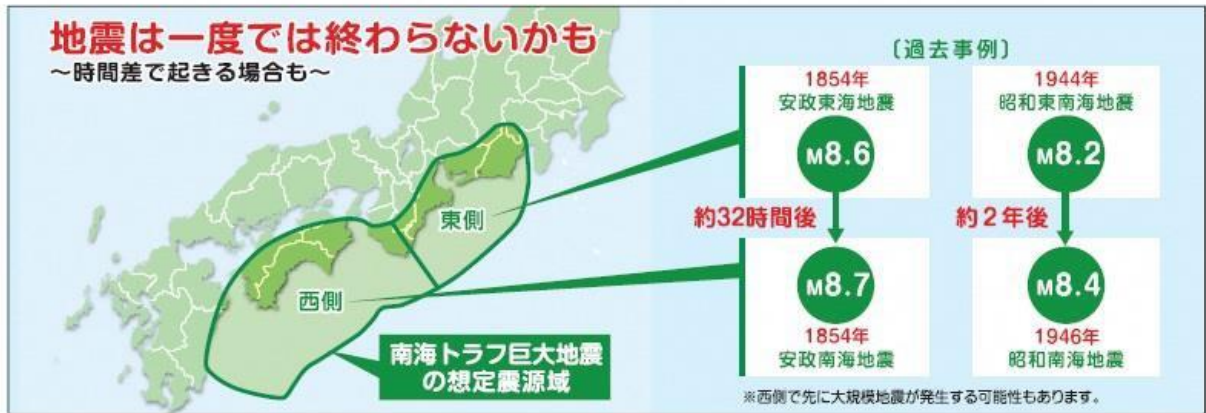 地震は一度では終わらないかも
～時間差で起きる場合も～
東側
西側
南海トラフ巨大地震
の想定震源域
〔過去事例〕
1854年
安政東海地震
M8.6
約32時間後
M8.7
1854年
安政南海地震
1944年
昭和東南海地震
M8.2
約２年後
M8.4
1946年
昭和南海地震
※西側で先に大規模地震が発生する可能性もあります。